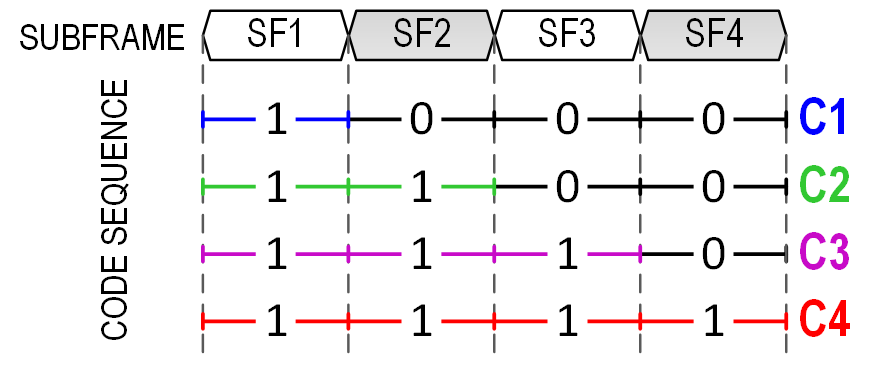 SUBFRAME SF1 SF2 SF3 SF4
CODE SEQUENCE
1 0 0 0 C1
1 1 0 0 C2
1 1 1 0 C3
1 1 1 1 C4